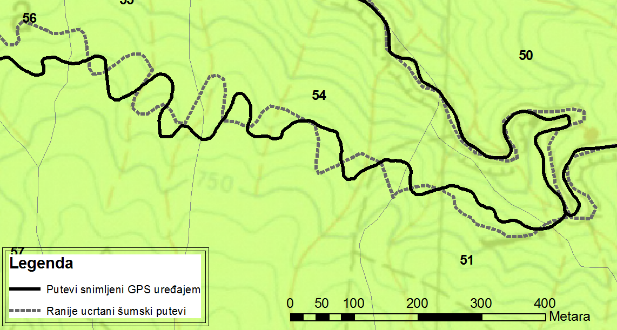 56
50
54
750
51
57
Legenda
Putevi snimljeni GPS uređajem
Ranije ucrtani šumski putevi
0 50 100 200 300 400
Metara